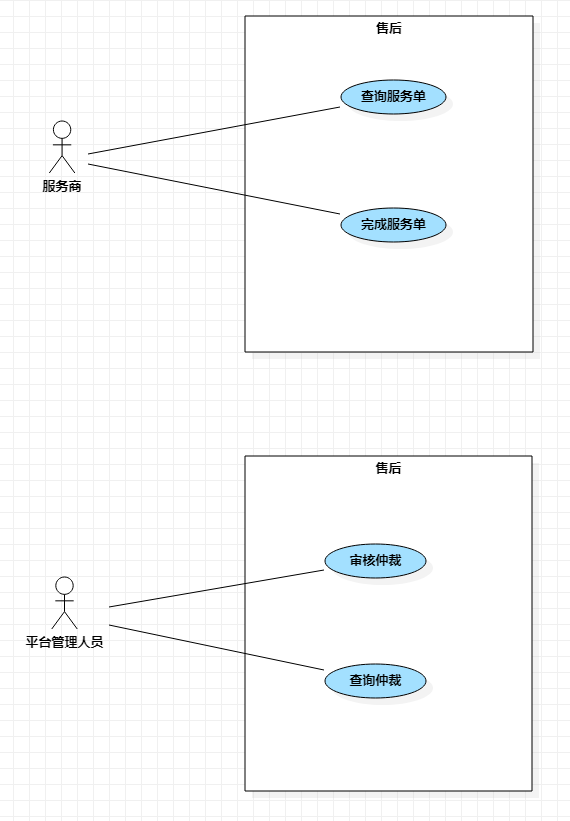 售后
查询服务单
服务商
完成服务单
售后
审核仲裁
平台管理人员
查询仲裁